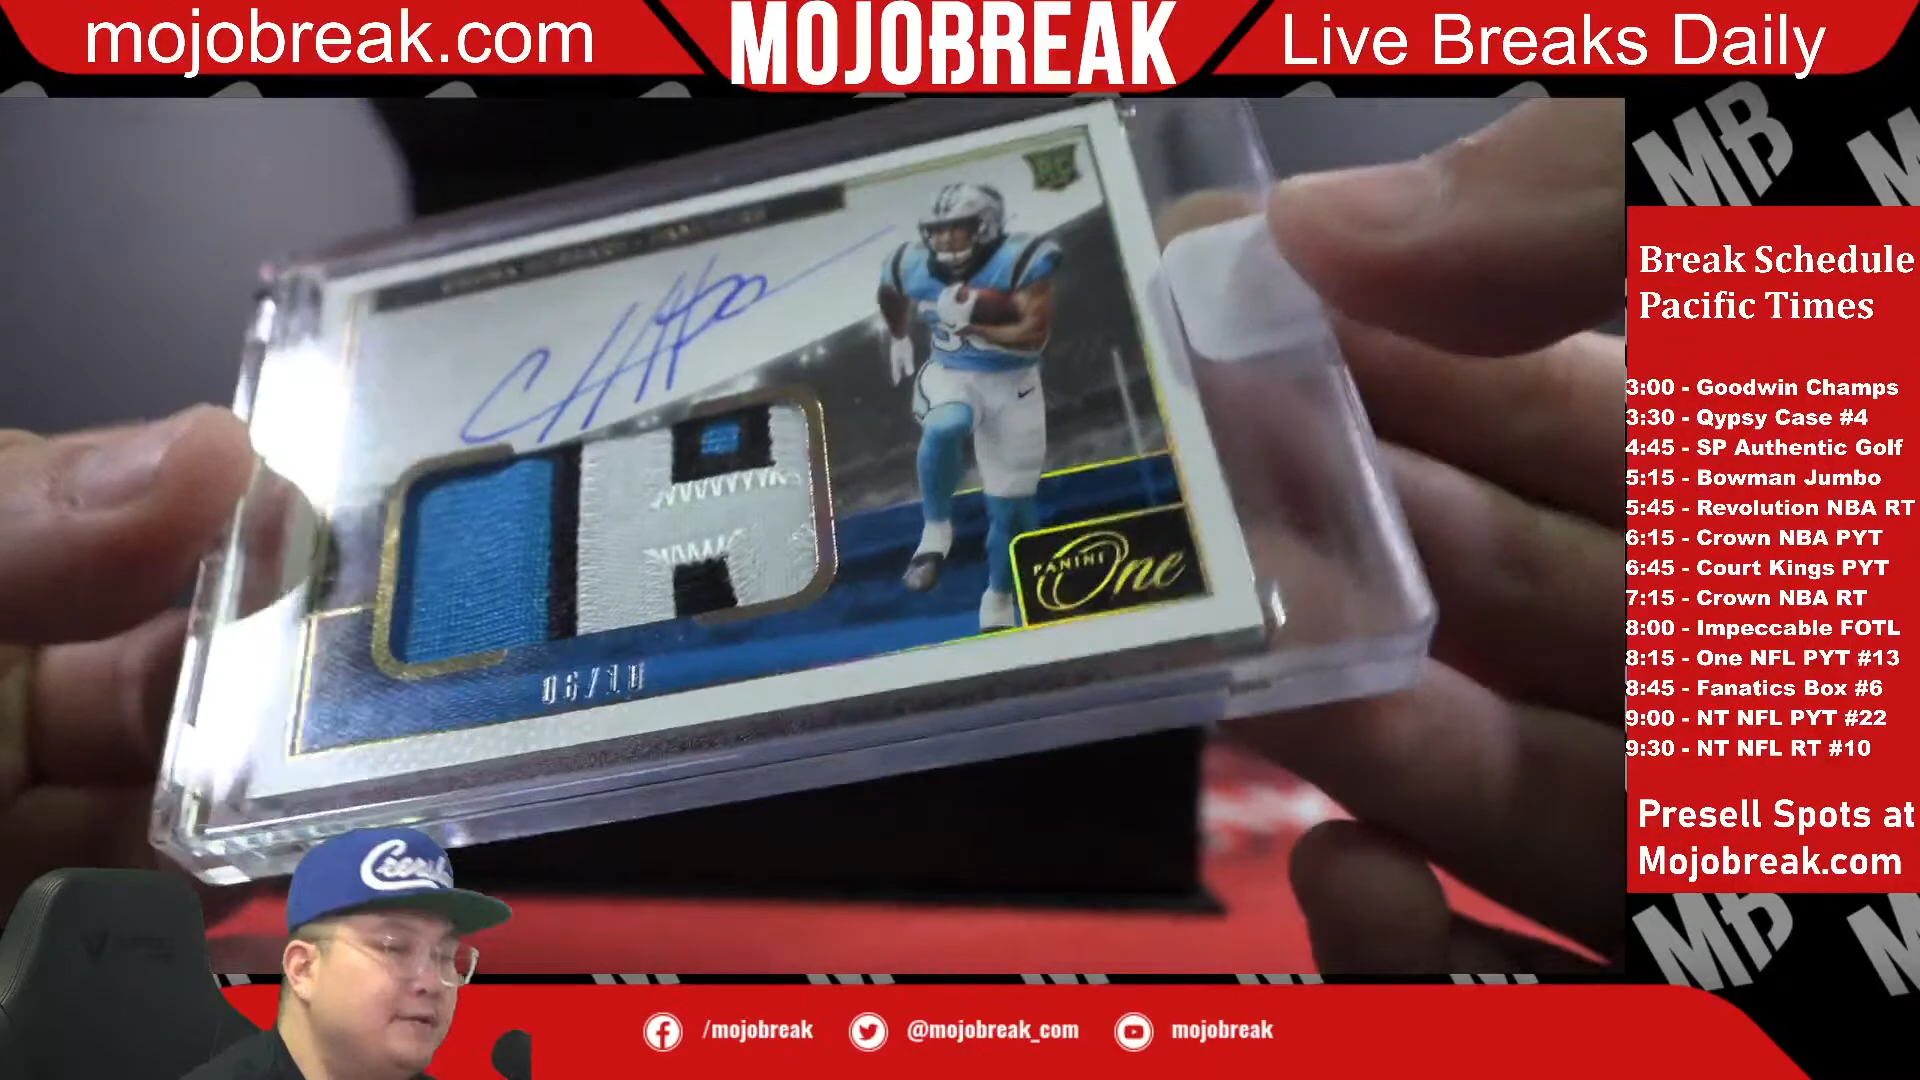 mojobreak.com
MOJOBREAK
Live Breaks Daily
MB
RC
PANINI
One
06/10
Break Schedule
Pacific Times
3:00 - Goodwin Champs
3:30 - Qypsy Case #4
4:45 - SP Authentic Golf
5:15 - Bowman Jumbo
5:45 - Revolution NBA RT
6:15 - Crown NBA PYT
6:45 - Court Kings PYT
7:15 - Crown NBA RT
8:00 - Impeccable FOTL
8:15 - One NFL PYT #13
8:45 - Fanatics Box #6
9:00 - NT NFL PYT #22
9:30 - NT NFL RT #10
Presell Spots at
Mojobreak.com
MB
/mojobreak
@mojobreak_com
mojobreak